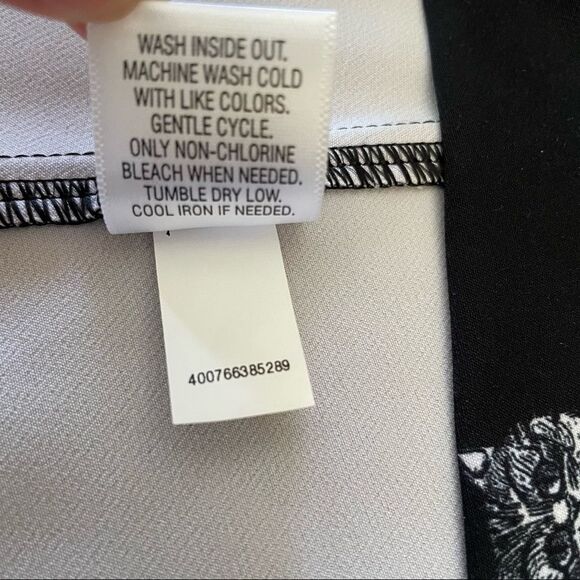 WASH INSIDE OUT.
MACHINE WASH COLD
WITH LIKE COLORS.
GENTLE CYCLE.
ONLY NON-CHLORINE
BLEACH WHEN NEEDED.
TUMBLE DRY LOW.
COOL IRON IF NEEDED.
400766385289